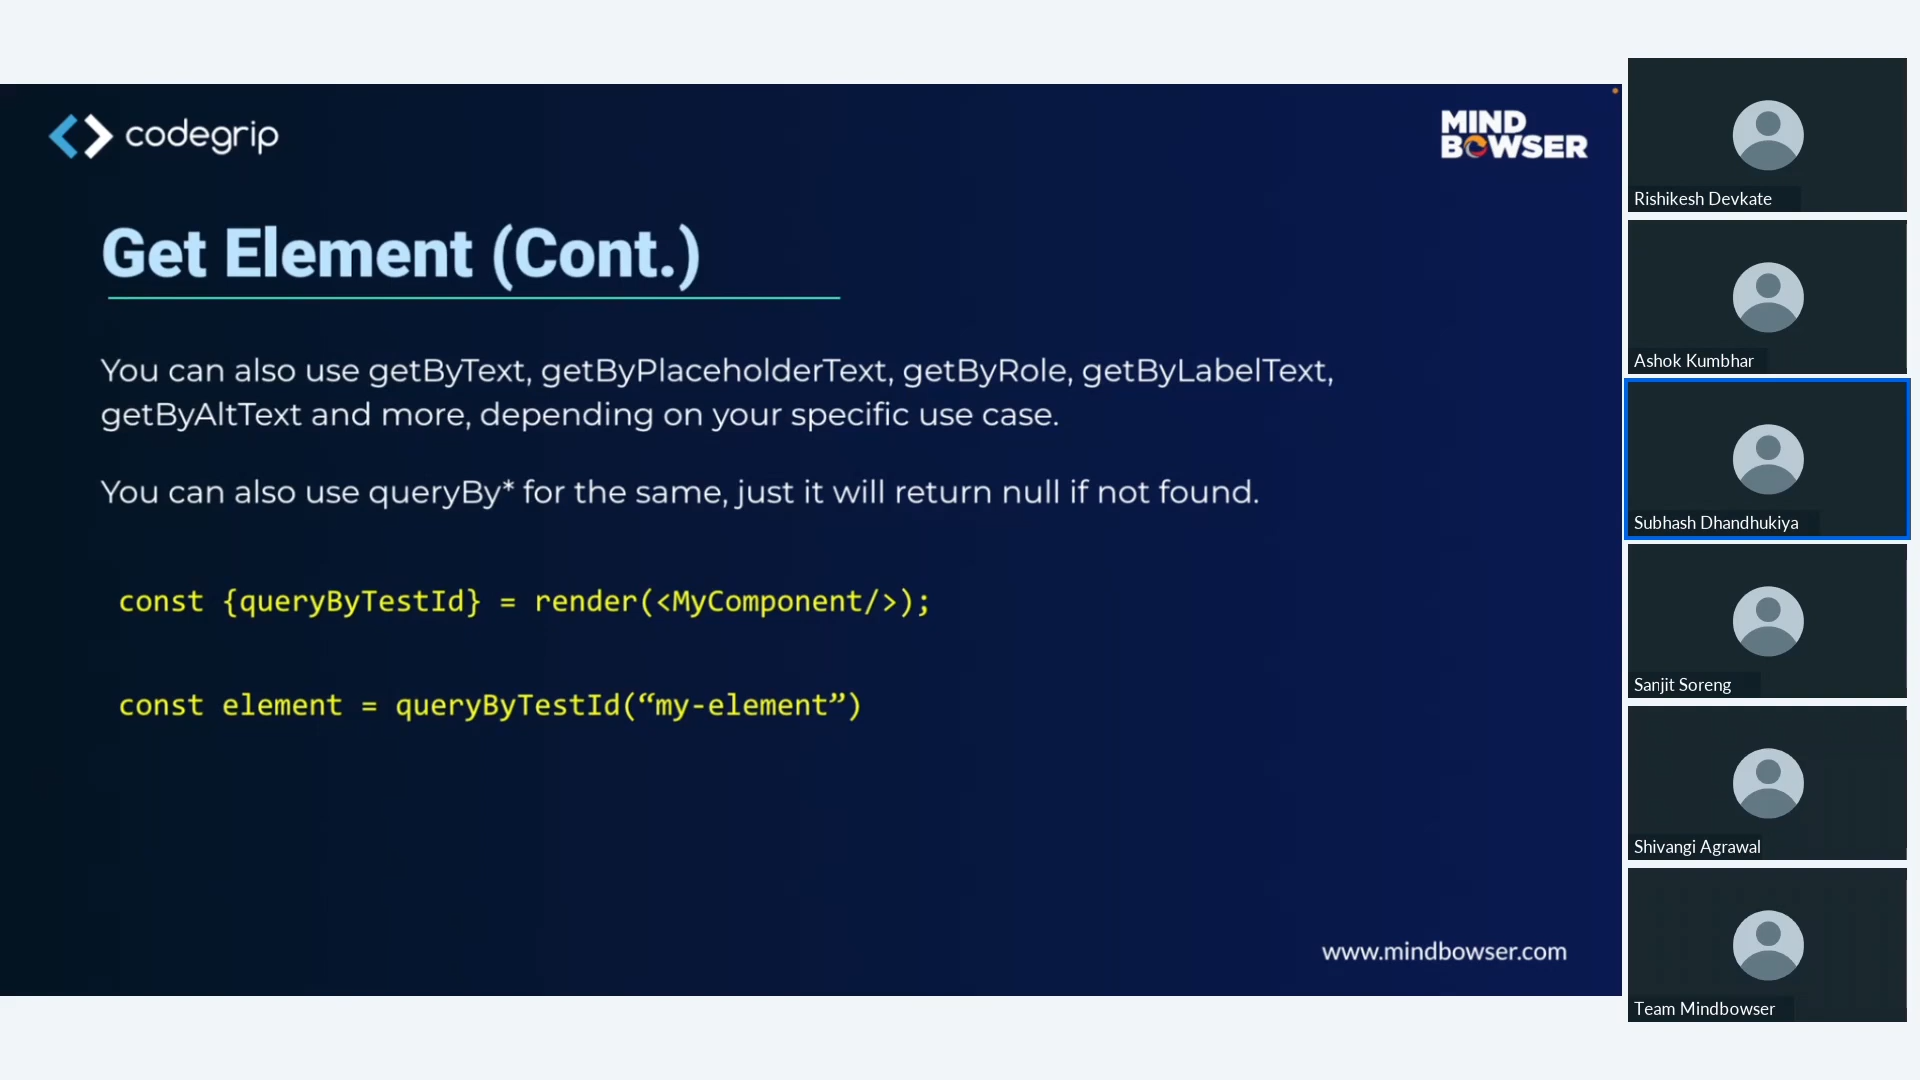 codegrip
MIND
BOWSER
Get Element (Cont.)
You can also use getByText, getByPlaceholderText, getByRole, getByLabelText,
getByAltText and more, depending on your specific use case.
You can also use queryBy* for the same, just it will return null if not found.
const {queryByTestId} = render(<MyComponent/>);
const element = queryByTestId(“my-element”)
www.mindbowser.com
Rishikesh Devkate
Ashok Kumbhar
Subhash Dhandhukiya
Sanjit Soreng
Shivangi Agrawal
Team Mindbowser